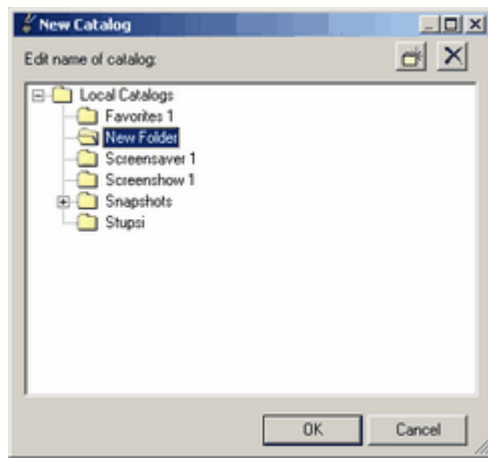 New Catalog
Edit name of catalog:
Local Catalogs
Favorites 1
New Folder
Screensaver 1
Screenshow 1
Snapshots
Stupsi
OK Cancel